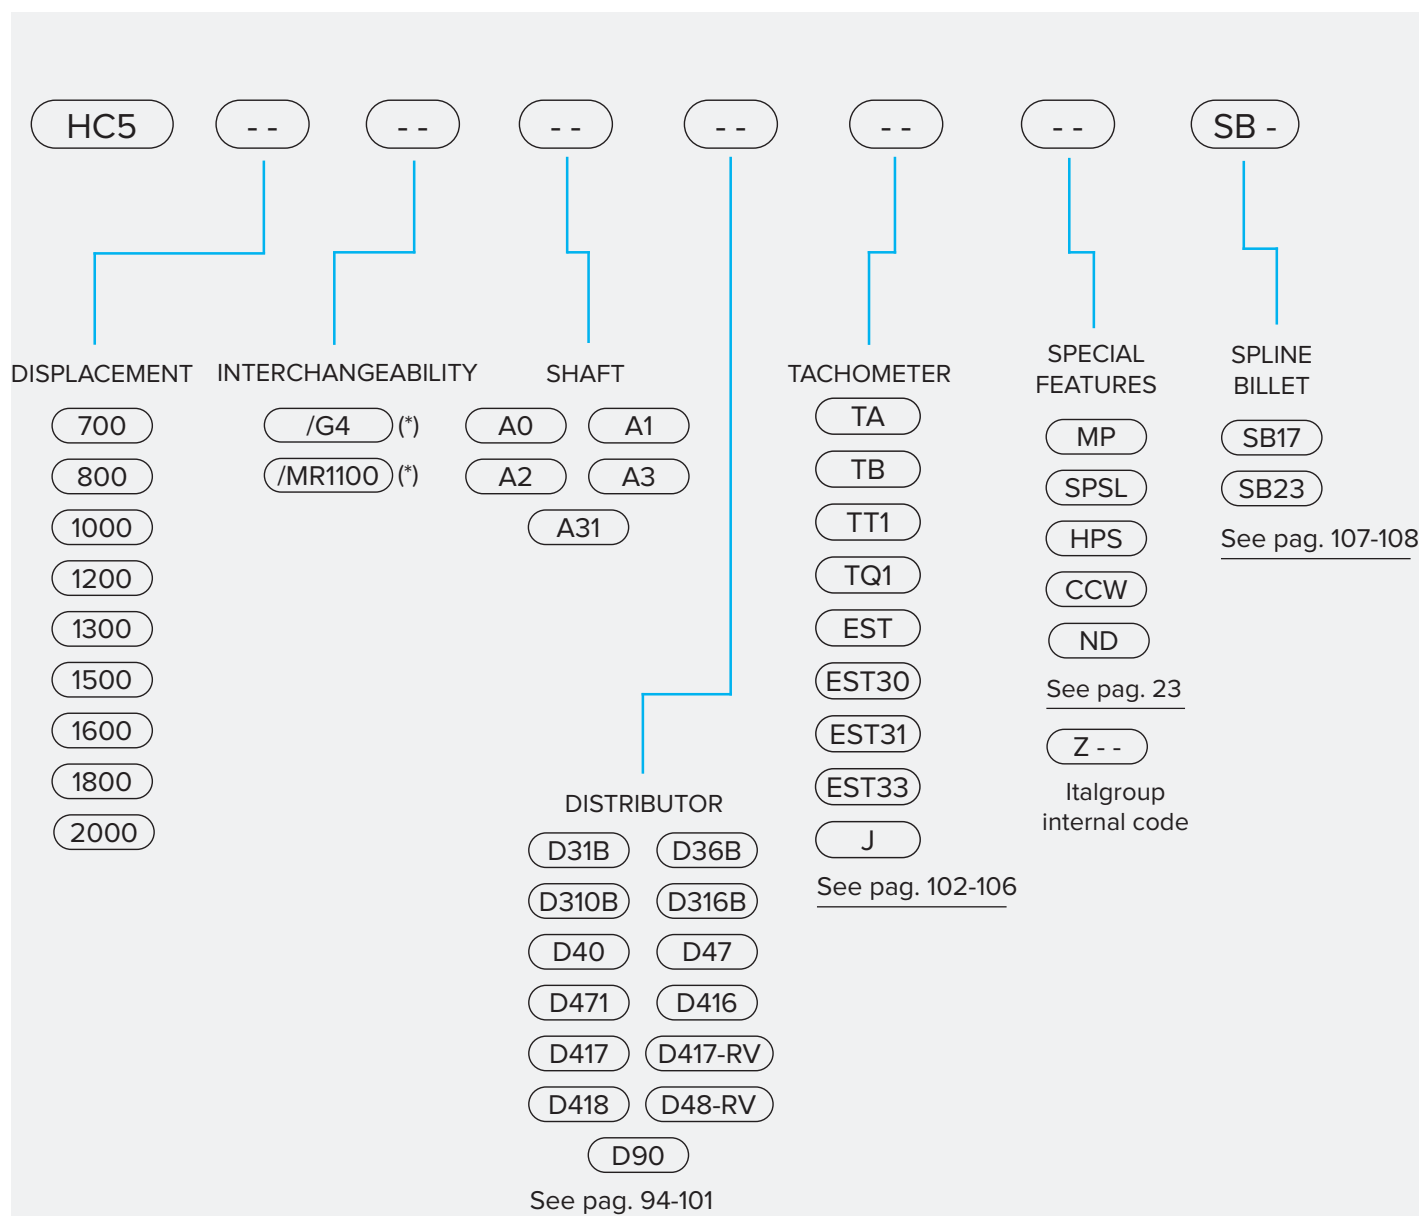 HC5 - - - - - - - - - - - - SB -
DISPLACEMENT
700
800
1000
1200
1300
1500
1600
1800
2000
INTERCHANGEABILITY
/G4 (*)
/MR1100 (*)
SHAFT
A0 A1
A2 A3
A31
DISTRIBUTOR
D31B D36B
D310B D316B
D40 D47
D471 D416
D417 D417-RV
D418 D48-RV
D90
See pag. 94-101
TACHOMETER
TA
TB
TT1
TQ1
EST
EST30
EST31
EST33
J
See pag. 102-106
SPECIAL
FEATURES
MP
SPSL
HPS
CCW
ND
See pag. 23
Z - -
Italgroup
internal code
SPLINE
BILLET
SB17
SB23
See pag. 107-108